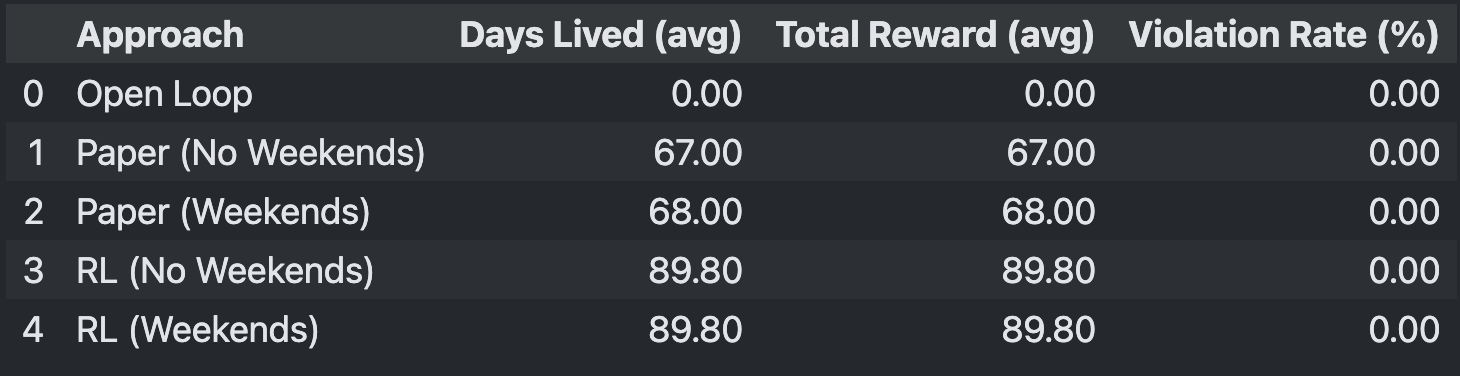 Approach Days Lived (avg) Total Reward (avg) Violation Rate (%)
0 Open Loop 0.00 0.00 0.00
1 Paper (No Weekends) 67.00 67.00 0.00
2 Paper (Weekends) 68.00 68.00 0.00
3 RL (No Weekends) 89.80 89.80 0.00
4 RL (Weekends) 89.80 89.80 0.00